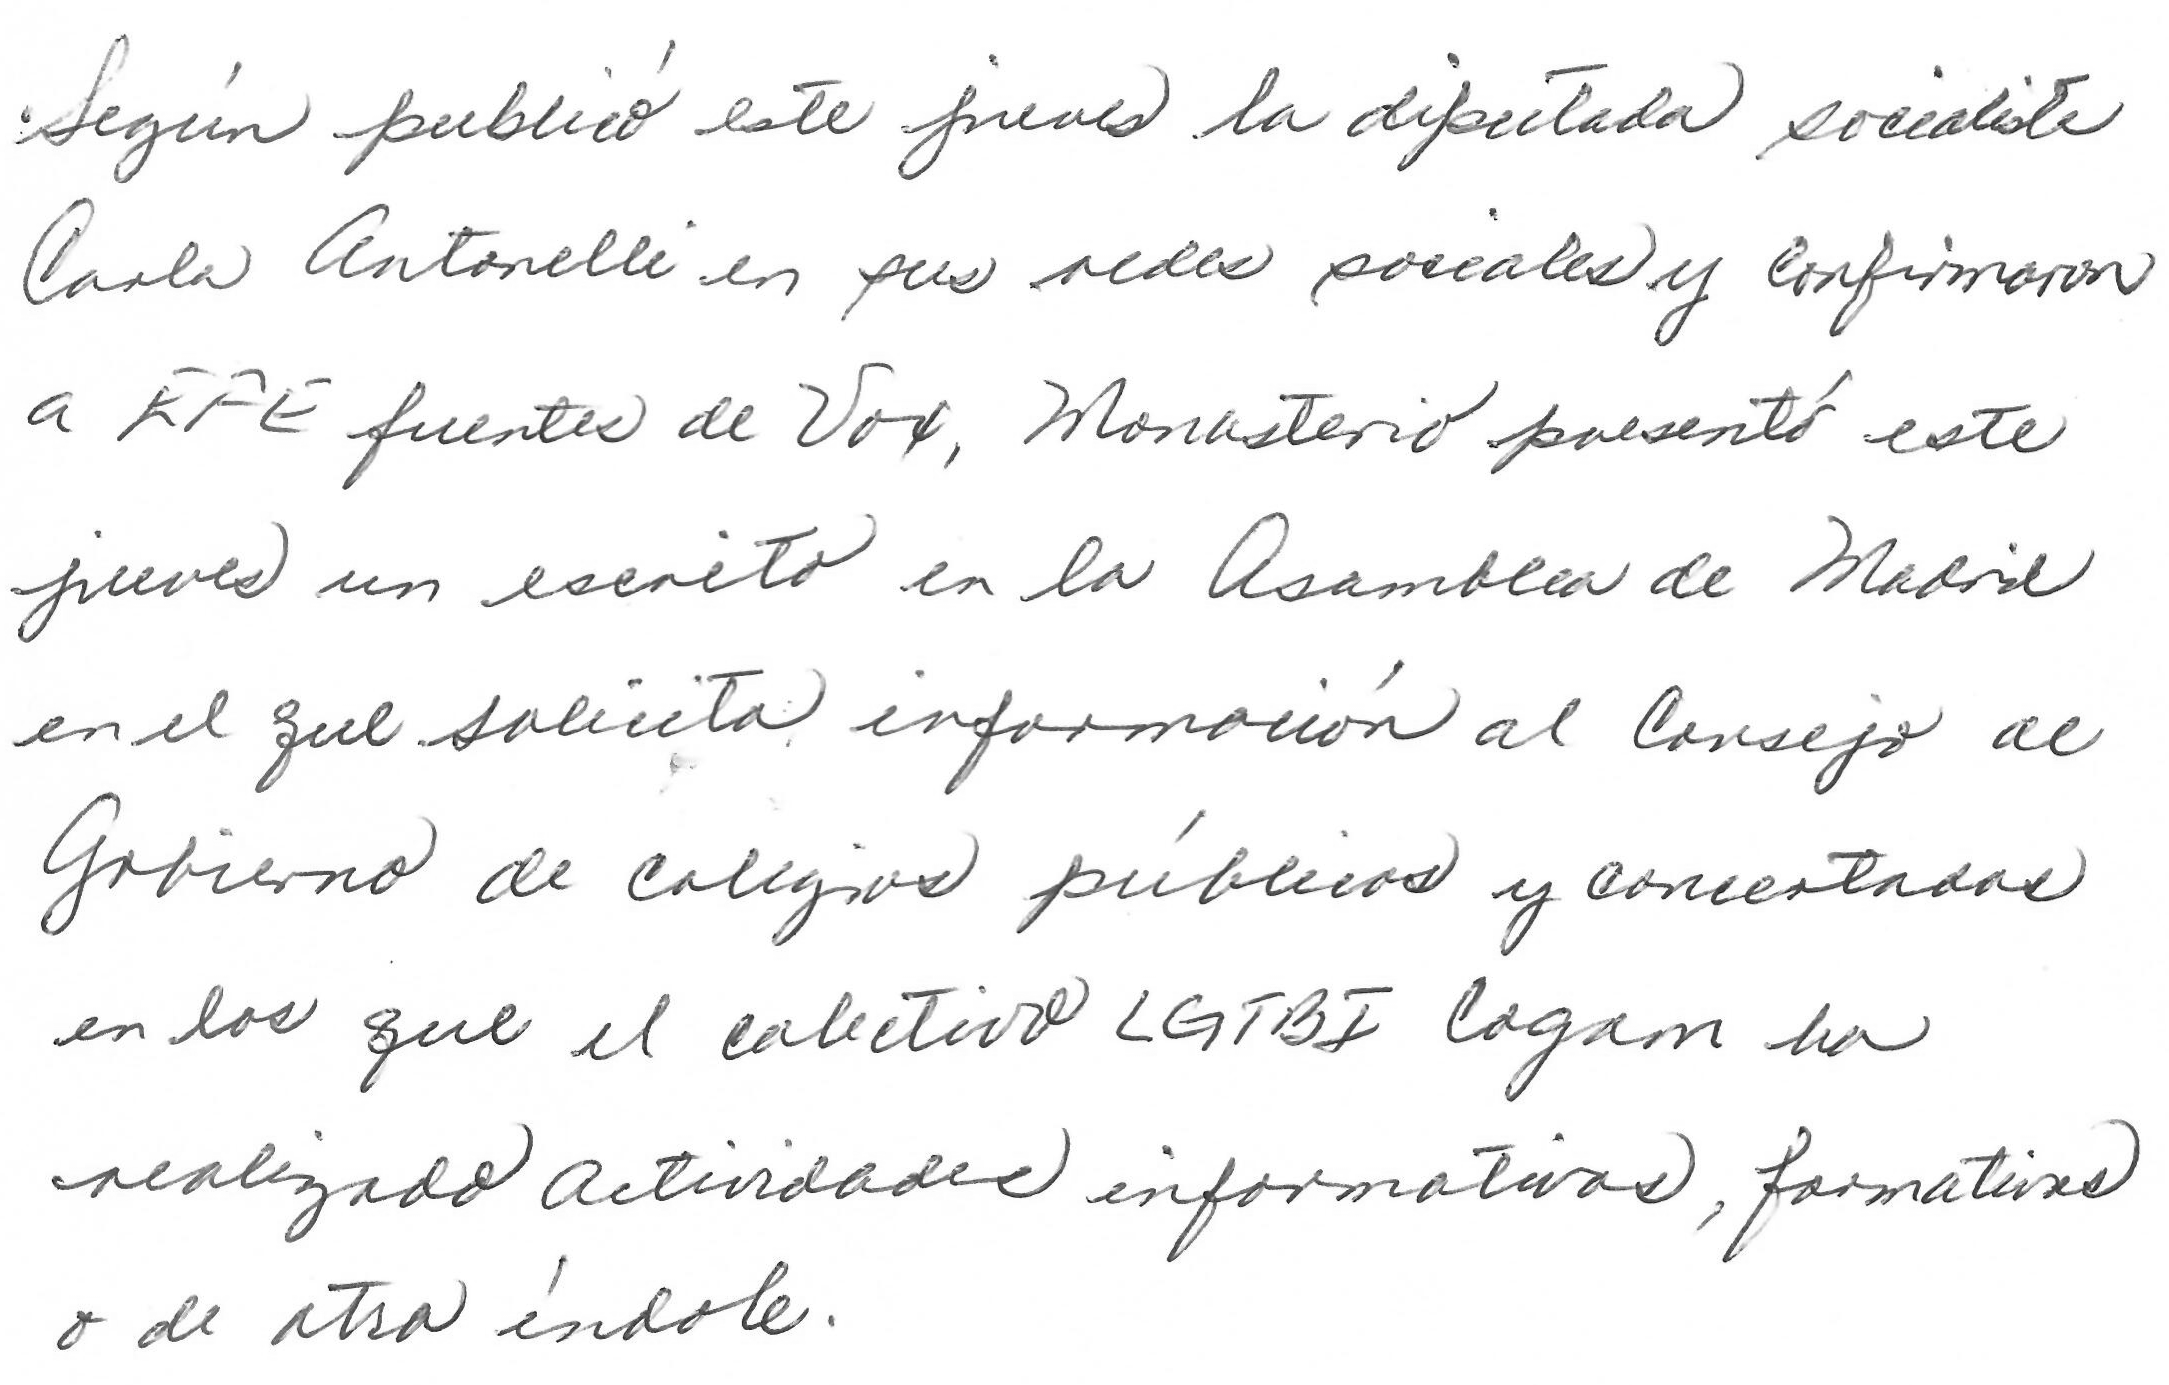 Según publicó este jueves la diputada socialista
Carla Antonelli en sus redes sociales y confirmaron
a EFE fuentes de Vox, Monasterio presentó este
jueves un escrito en la Asamblea de Madrid
en el que solicita información al Consejo de
Gobierno de colegios públicos y concertados
en los que el colectivo LGTBI Cogam ha
realizado actividades informativas, formativas
o de otra índole.